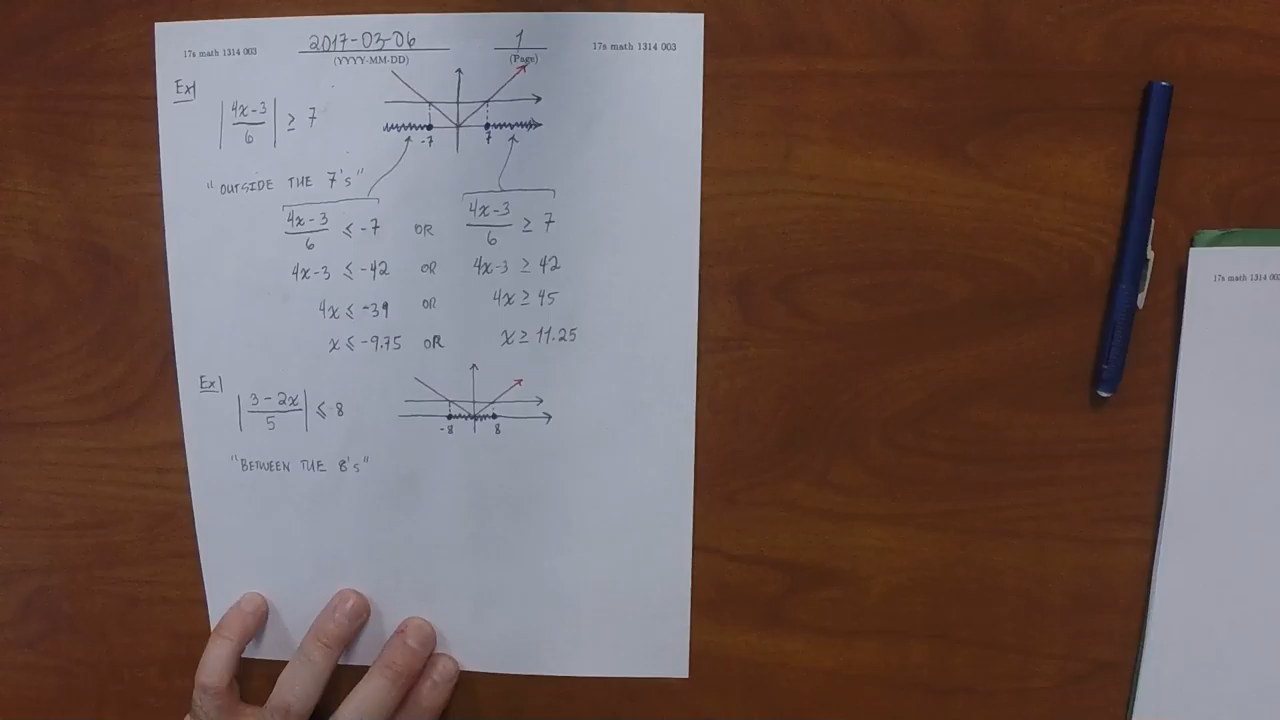 17s math 1314 003 2017-03-06 1 17s math 1314 003
(YYYY-MM-DD) (Page)
Ex|
|4x-3/6| ≥ 7
-7 7
"OUTSIDE THE 7's"
4x-3/6 ≤ -7 OR 4x-3/6 ≥ 7
4x-3 ≤ -42 OR 4x-3 ≥ 42
4x ≤ -39 OR 4x ≥ 45
x ≤ -9.75 OR x ≥ 11.25
Ex|
|3-2x/5| ≤ 8
-8 8
"BETWEEN THE 8's"
17s math 1314 003